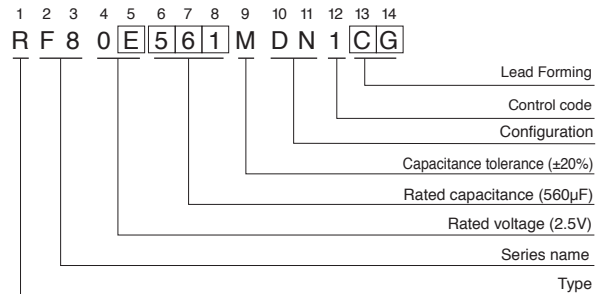 1 2 3 4 5 6 7 8 9 10 11 12 13 14
R F 8 0 E 5 6 1 M D N 1 C G
Lead Forming
Control code
Configuration
Capacitance tolerance (±20%)
Rated capacitance (560µF)
Rated voltage (2.5V)
Series name
Type